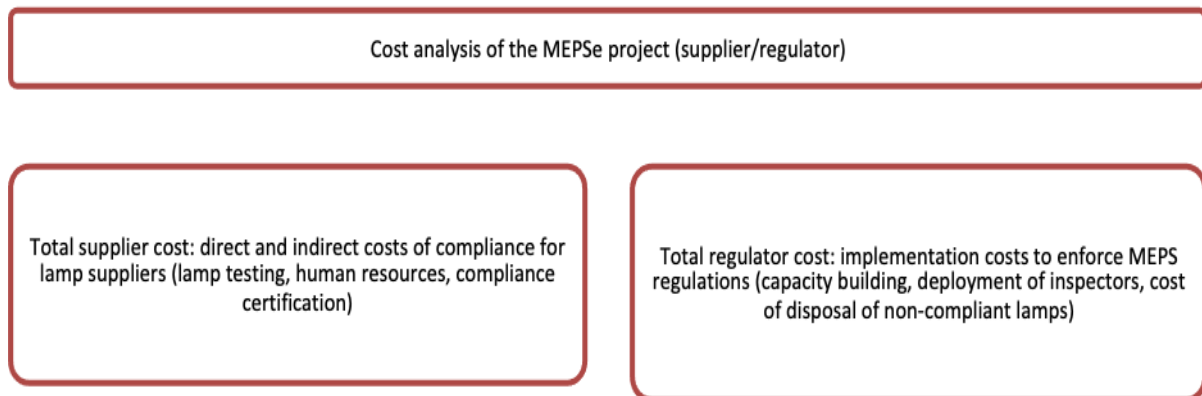 Cost analysis of the MEPSe project (supplier/regulator)
Total supplier cost: direct and indirect costs of compliance for
lamp suppliers (lamp testing, human resources, compliance
certification)
Total regulator cost: implementation costs to enforce MEPS
regulations (capacity building, deployment of inspectors, cost
of disposal of non-compliant lamps)